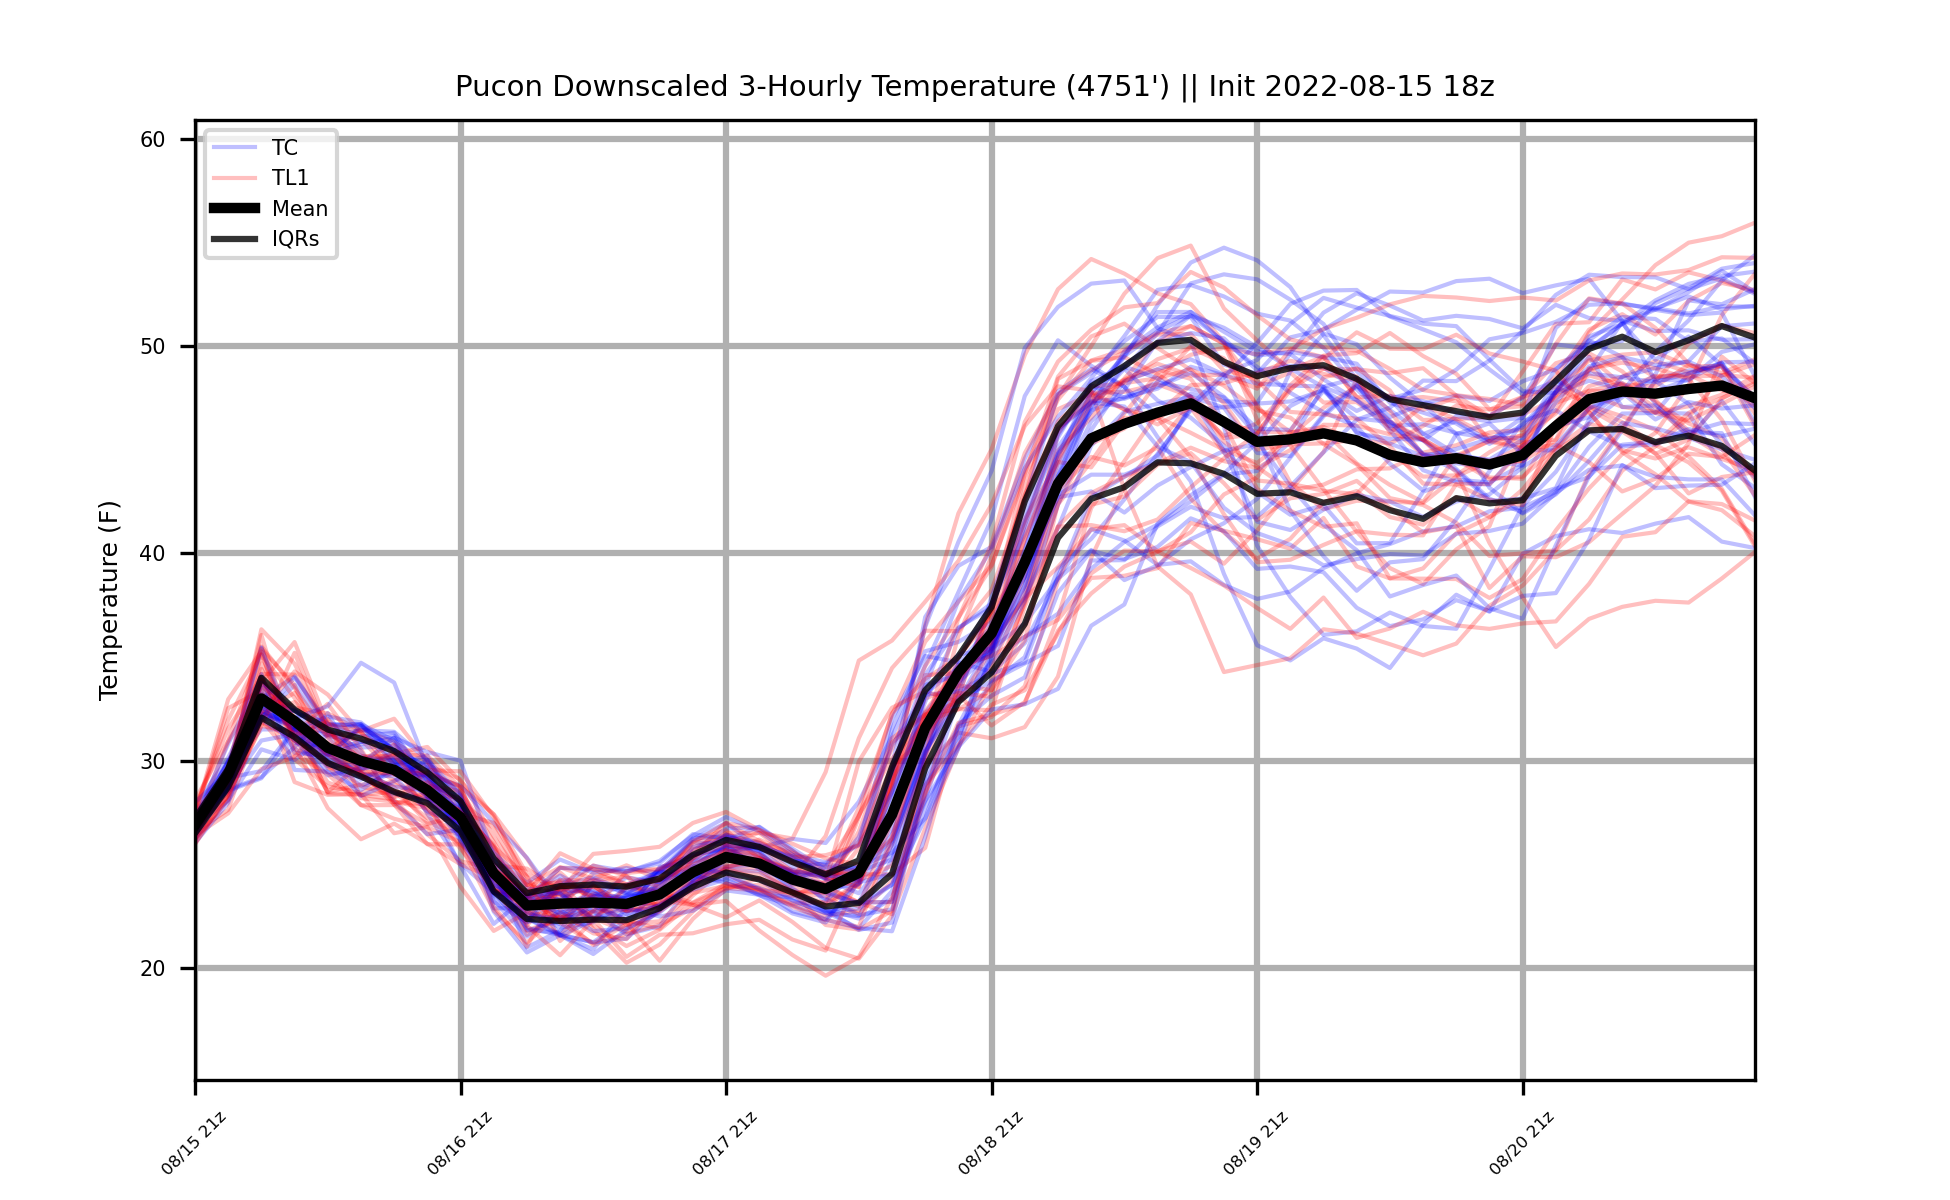 Pucon Downscaled 3-Hourly Temperature (4751') || Init 2022-08-15 18z
TC
TL1
Mean
IQRs
Temperature (F)
60
50
40
30
20
08/15 21z
08/16 21z
08/17 21z
08/18 21z
08/19 21z
08/20 21z